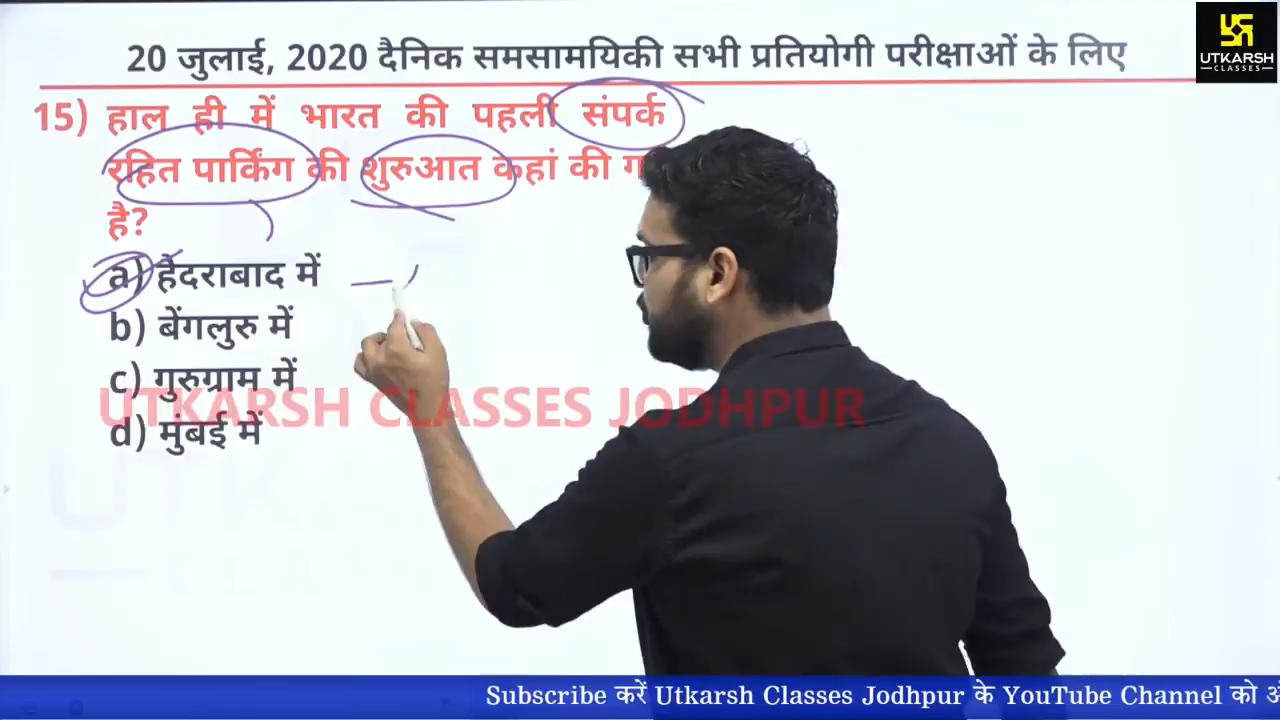 UTKARSH
CLASSES
20 जुलाई, 2020 दैनिक समसामयिकी सभी प्रतियोगी परीक्षाओं के लिए
15) हाल ही में भारत की पहली संपर्क
रहित पार्किंग की शुरुआत कहां की
है?
a) हैदराबाद में
b) बेंगलुरु में
c) गुरुग्राम में
UTKARSH CLASSES JODHPUR
d) मुंबई में
Subscribe करें Utkarsh Classes Jodhpur के YouTube Channel को